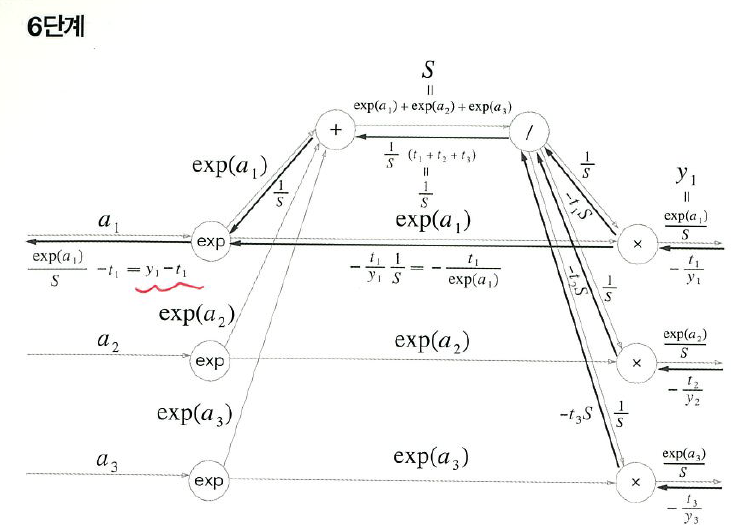 6단계
S
=
exp(a₁) + exp(a₂) + exp(a₃)
+
/
1/S (t₁ + t₂ + t₃)
=
1/S
exp(a₁)
1/S
1/S
-t₁S
y₁
=
exp(a₁)/S
a₁
exp
exp(a₁)
×
-t₁/y₁
exp(a₁)/S - t₁ = y₁ - t₁
-t₁/y₁ 1/S = - t₁/exp(a₁)
-t₂S
1/S
exp(a₂)
a₂
exp
exp(a₂)
×
exp(a₂)/S
-t₂/y₂
exp(a₃)
-t₃S
1/S
a₃
exp
exp(a₃)
×
exp(a₃)/S
-t₃/y₃